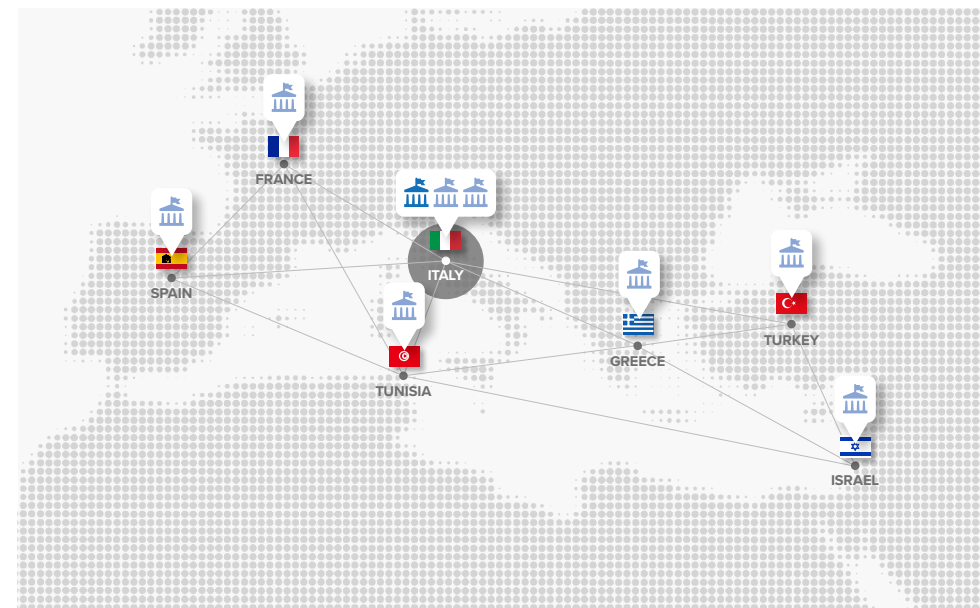 FRANCE
ITALY
SPAIN
TURKEY
GREECE
TUNISIA
ISRAEL